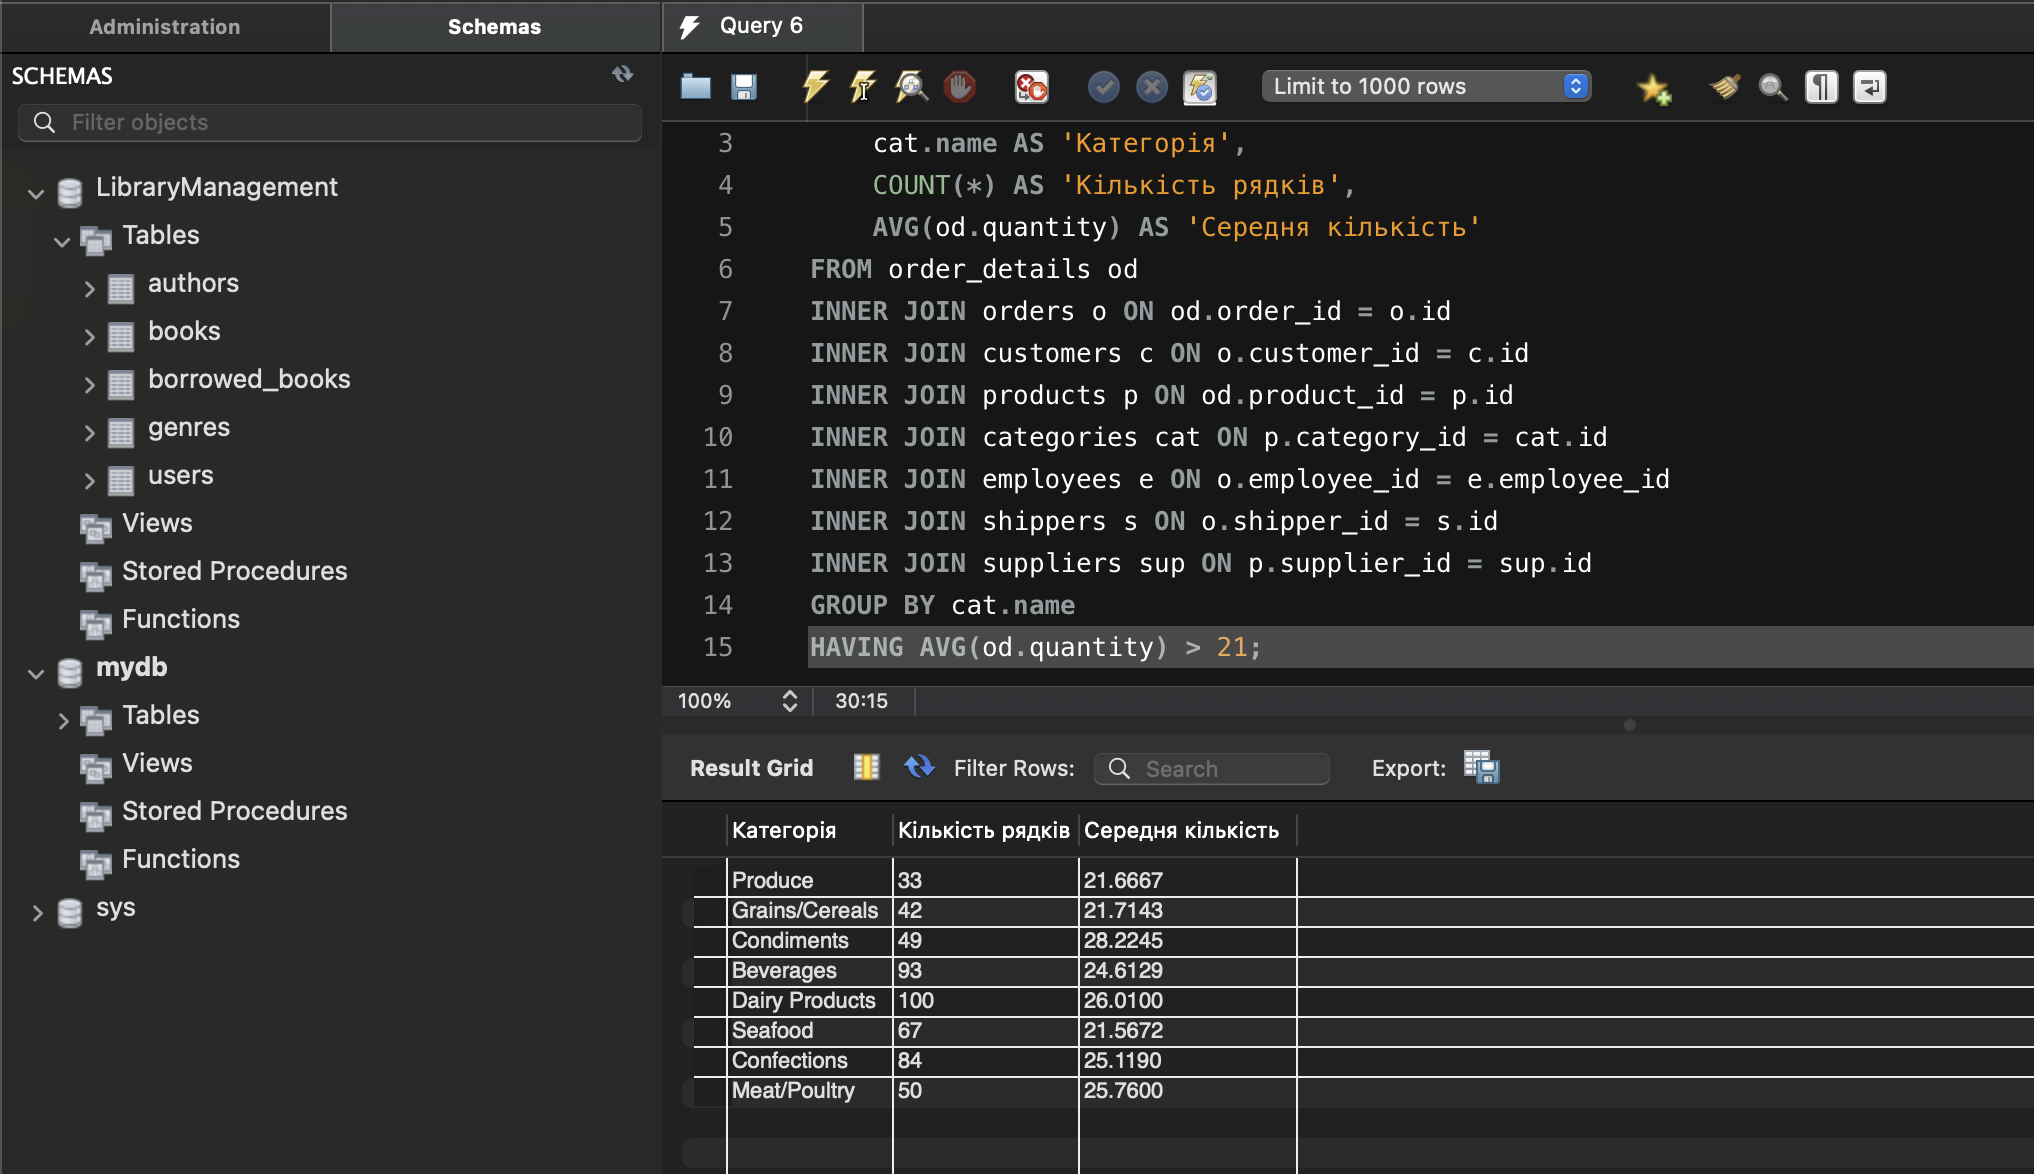 Administration
Schemas
Query 6
SCHEMAS
Filter objects
LibraryManagement
Tables
authors
books
borrowed_books
genres
users
Views
Stored Procedures
Functions
mydb
Tables
Views
Stored Procedures
Functions
sys
Limit to 1000 rows
3 cat.name AS 'Категорія',
4 COUNT(*) AS 'Кількість рядків',
5 AVG(od.quantity) AS 'Середня кількість'
6 FROM order_details od
7 INNER JOIN orders o ON od.order_id = o.id
8 INNER JOIN customers c ON o.customer_id = c.id
9 INNER JOIN products p ON od.product_id = p.id
10 INNER JOIN categories cat ON p.category_id = cat.id
11 INNER JOIN employees e ON o.employee_id = e.employee_id
12 INNER JOIN shippers s ON o.shipper_id = s.id
13 INNER JOIN suppliers sup ON p.supplier_id = sup.id
14 GROUP BY cat.name
15 HAVING AVG(od.quantity) > 21;
100% 30:15
Result Grid Filter Rows: Search Export:
Категорія Кількість рядків Середня кількість
Produce 33 21.6667
Grains/Cereals 42 21.7143
Condiments 49 28.2245
Beverages 93 24.6129
Dairy Products 100 26.0100
Seafood 67 21.5672
Confections 84 25.1190
Meat/Poultry 50 25.7600